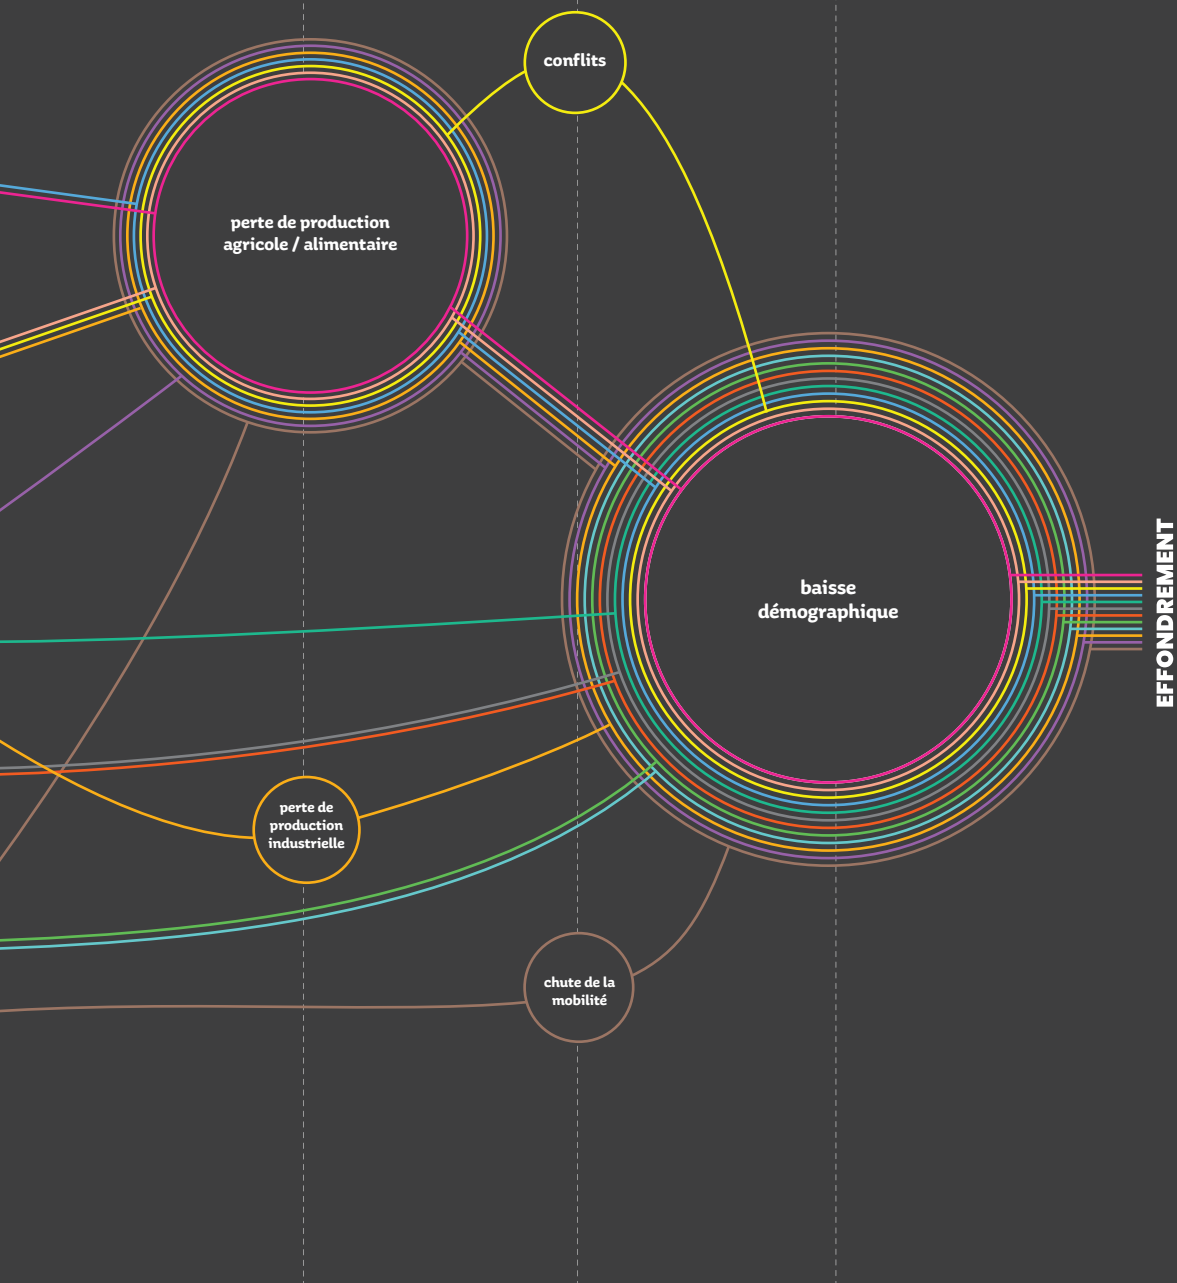 conflits
perte de production
agricole / alimentaire
baisse
démographique
EFFONDREMENT
perte de
production
industrielle
chute de la
mobilité